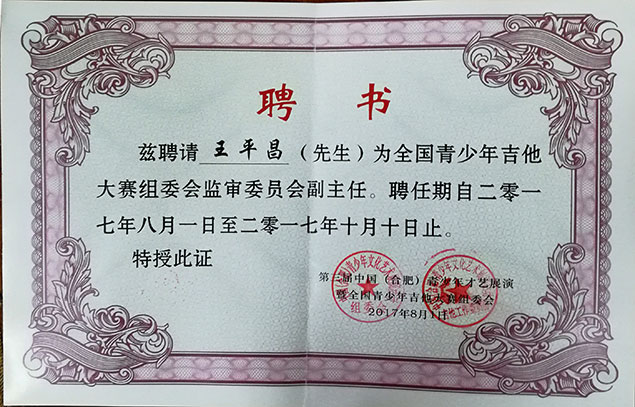 聘书
兹聘请 王平昌 （先生）为全国青少年吉他
大赛组委会监审委员会副主任。聘任期自二零一
七年八月一日至二零一七年十月十日止。
特授此证
第二届中国（合肥）青少年才艺展演
暨全国青少年吉他大赛组委会
2017年8月1日
组委会